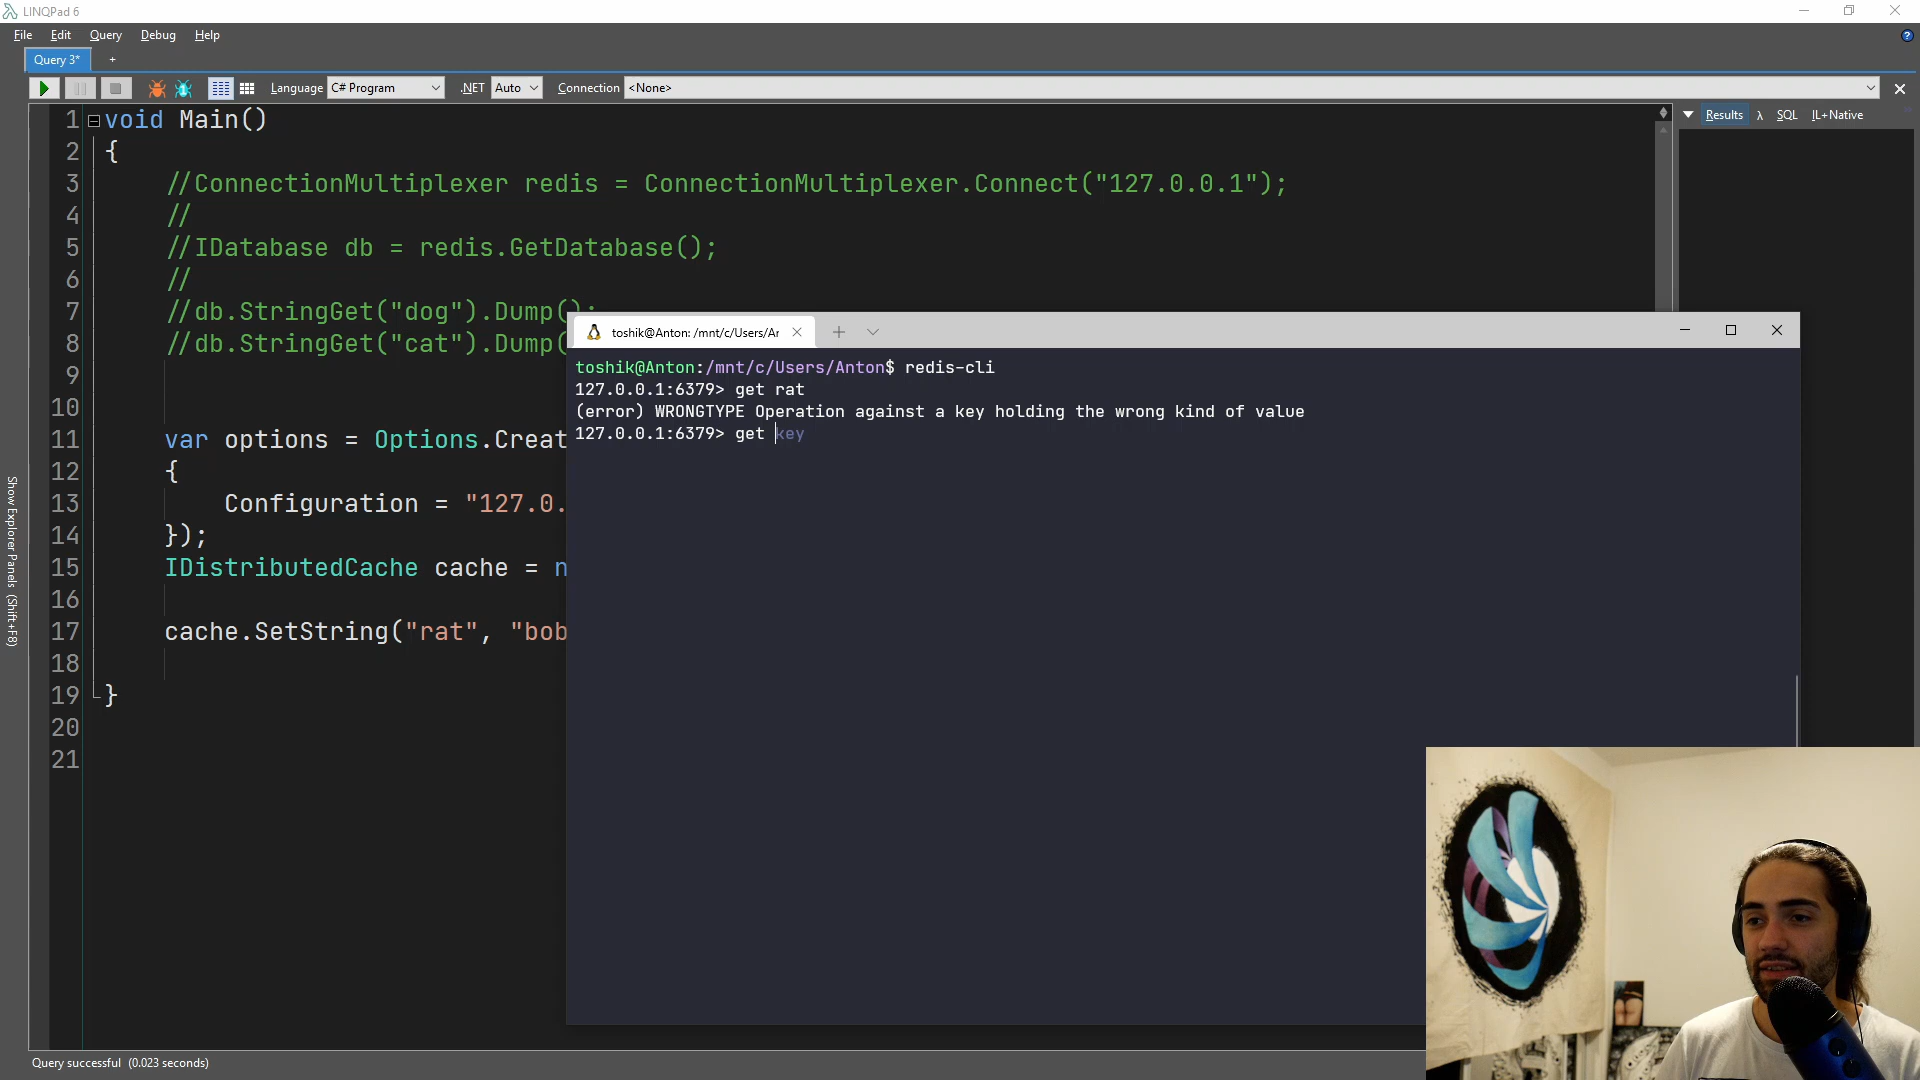 LINQPad 6
File Edit Query Debug Help
Query 3* +
Language C# Program .NET Auto Connection <None>
Results λ SQL IL+Native
1 void Main()
2 {
3 //ConnectionMultiplexer redis = ConnectionMultiplexer.Connect("127.0.0.1");
4 //
5 //IDatabase db = redis.GetDatabase();
6 //
7 //db.StringGet("dog").Dump();
8 //db.StringGet("cat").Dump(
9
10
11 var options = Options.Creat
12 {
13 Configuration = "127.0.
14 });
15 IDistributedCache cache = n
16
17 cache.SetString("rat", "bob
18
19 }
20
21
toshik@Anton: /mnt/c/Users/Ar
toshik@Anton:/mnt/c/Users/Anton$ redis-cli
127.0.0.1:6379> get rat
(error) WRONGTYPE Operation against a key holding the wrong kind of value
127.0.0.1:6379> get key
Show Explorer Panels (Shift+F8)
Query successful (0.023 seconds)